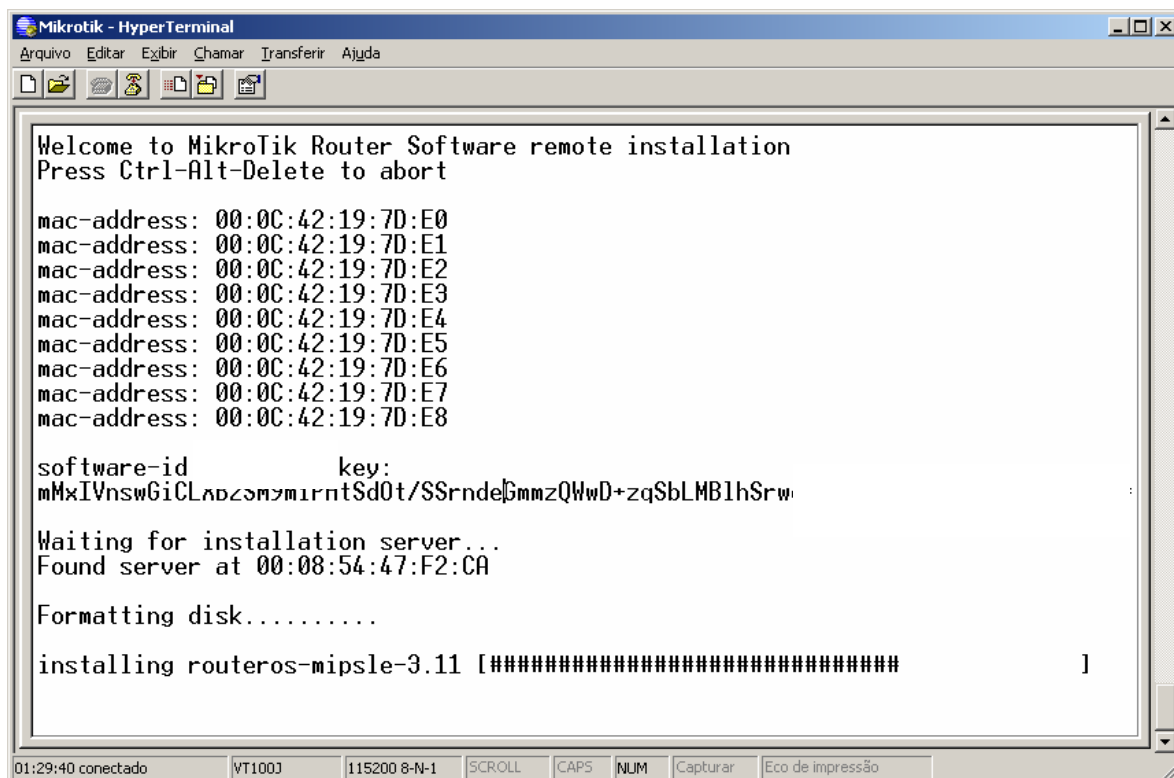 Mikrotik - HyperTerminal
Arquivo Editar Exibir Chamar Transferir Ajuda
Welcome to MikroTik Router Software remote installation
Press Ctrl-Alt-Delete to abort
mac-address: 00:0C:42:19:7D:E0
mac-address: 00:0C:42:19:7D:E1
mac-address: 00:0C:42:19:7D:E2
mac-address: 00:0C:42:19:7D:E3
mac-address: 00:0C:42:19:7D:E4
mac-address: 00:0C:42:19:7D:E5
mac-address: 00:0C:42:19:7D:E6
mac-address: 00:0C:42:19:7D:E7
mac-address: 00:0C:42:19:7D:E8
software-id key:
Waiting for installation server...
Found server at 00:08:54:47:F2:CA
Formatting disk..........
installing routeros-mipsle-3.11 [############################## ]
01:29:40 conectado VT100J 115200 8-N-1 SCROLL CAPS NUM Capturar Eco de impressão